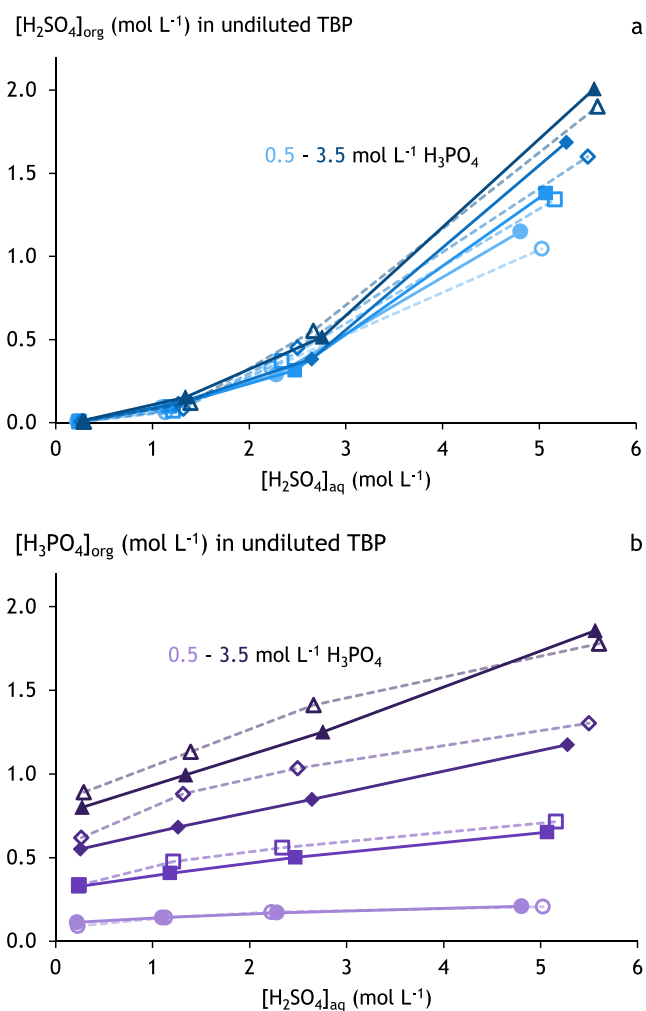 [H₂SO₄]org (mol L⁻¹) in undiluted TBP a
2.0
0.5 - 3.5 mol L⁻¹ H₃PO₄
1.5
1.0
0.5
0.0
0 1 2 3 4 5 6
[H₂SO₄]aq (mol L⁻¹)
[H₃PO₄]org (mol L⁻¹) in undiluted TBP b
2.0
0.5 - 3.5 mol L⁻¹ H₃PO₄
1.5
1.0
0.5
0.0
0 1 2 3 4 5 6
[H₂SO₄]aq (mol L⁻¹)